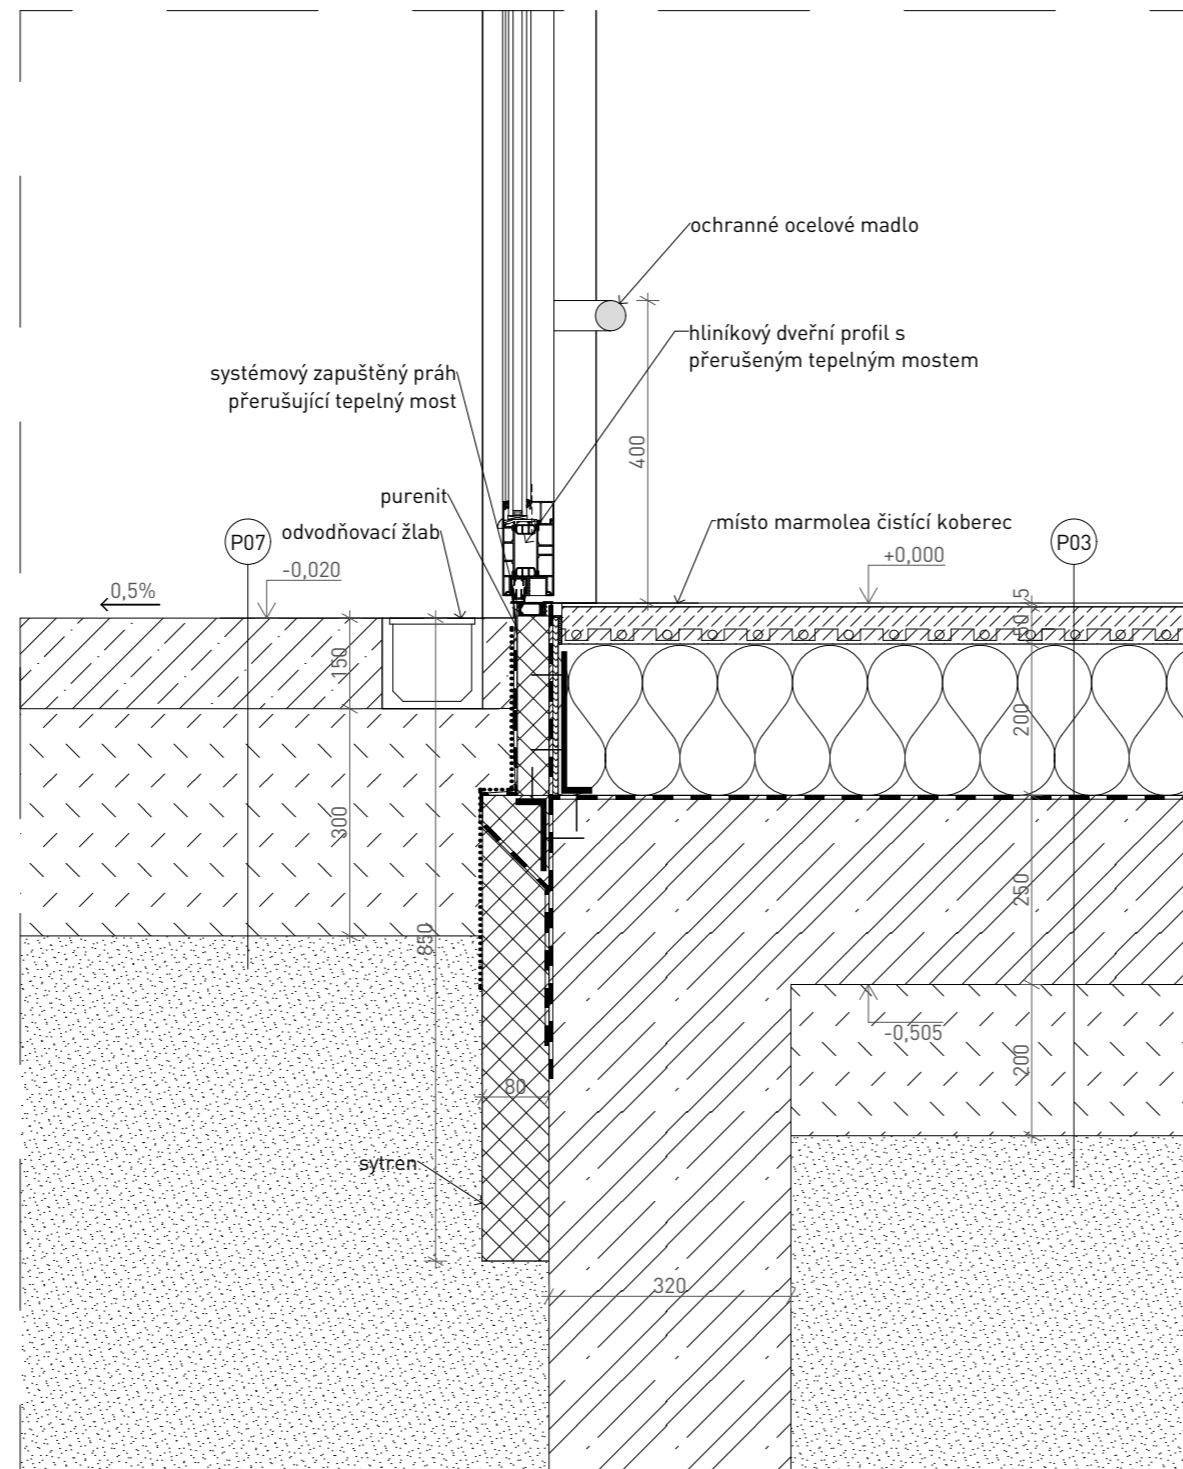 ochranné ocelové madlo
hliníkový dveřní profil s
přerušeným tepelným mostem
systémový zapuštěný práh
přerušující tepelný most
400
purenit
odvodňovací žlab
místo marmolea čistící koberec
P07
P03
-0,020
+0,000
0,5%
5
50
150
200
300
250
850
-0,505
200
80
sytren
320